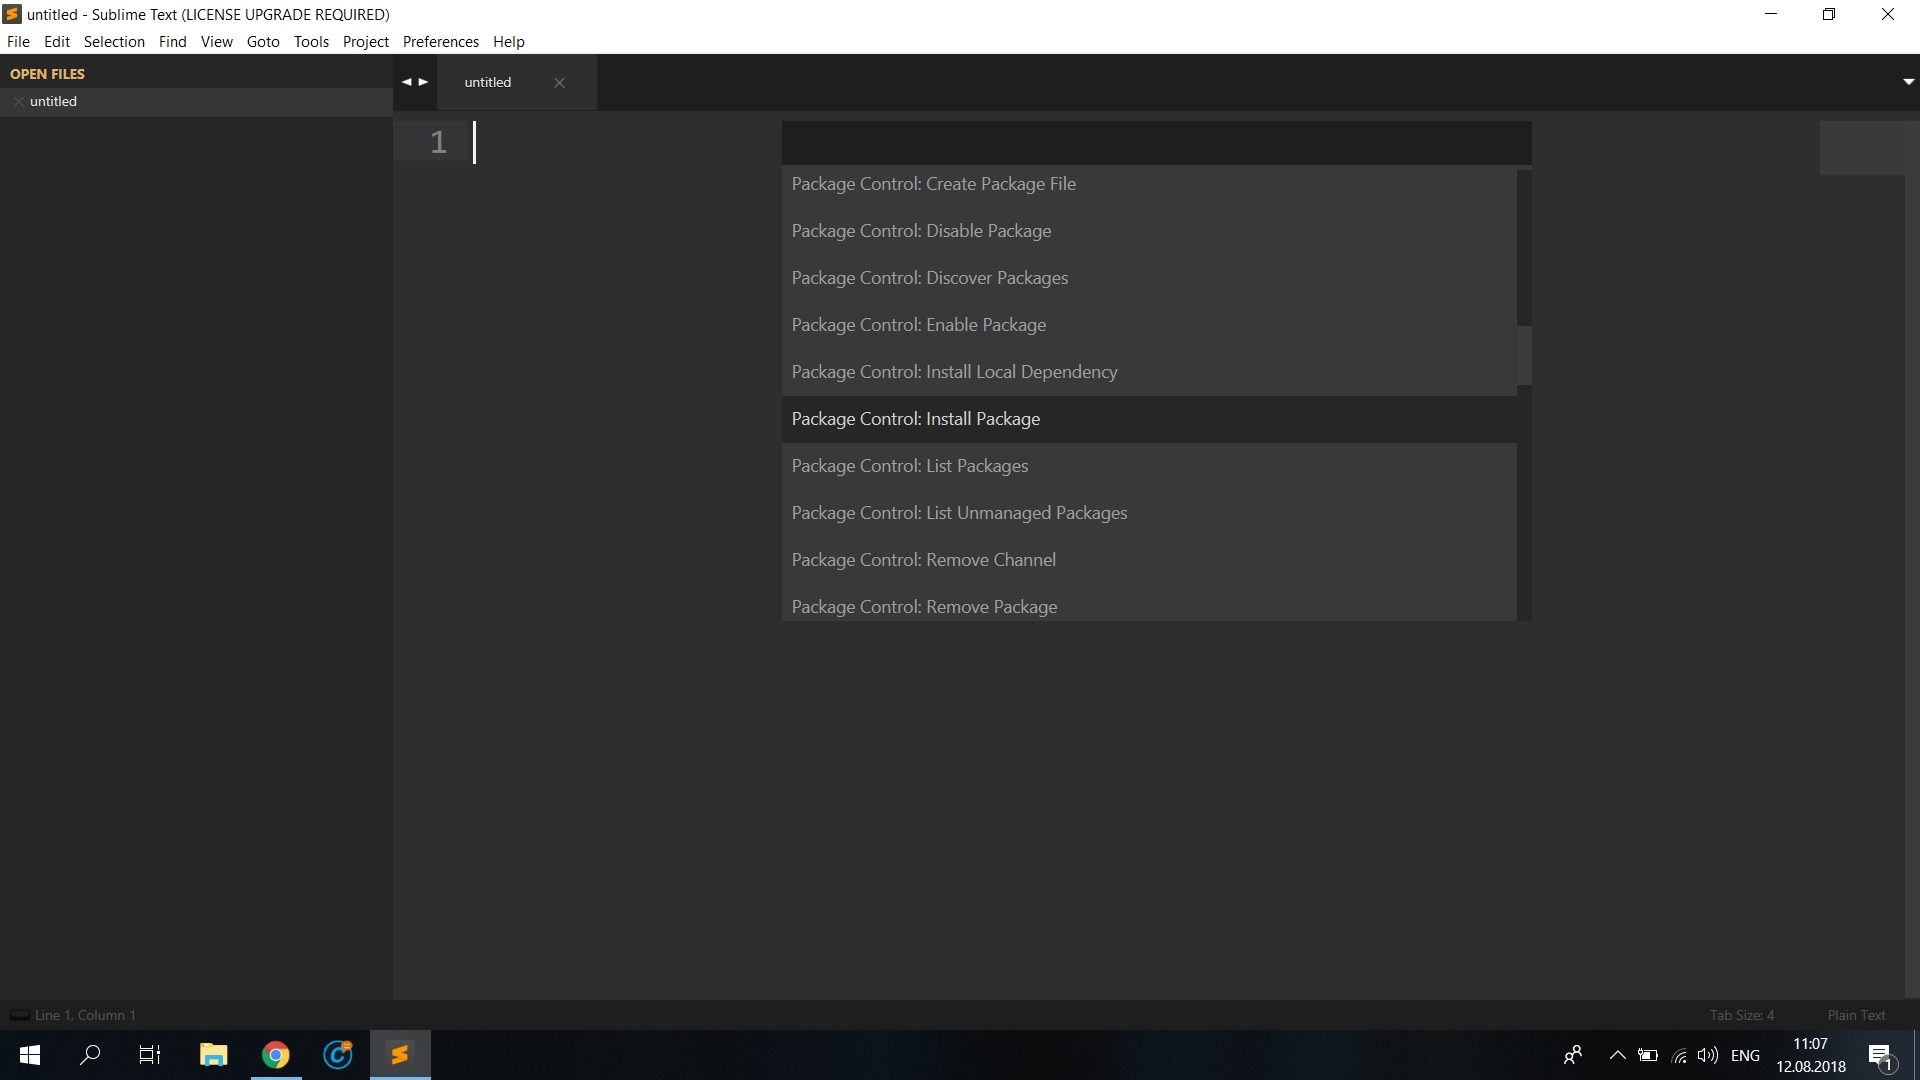 untitled - Sublime Text (LICENSE UPGRADE REQUIRED)
File Edit Selection Find View Goto Tools Project Preferences Help
OPEN FILES
untitled
untitled
1
Package Control: Create Package File
Package Control: Disable Package
Package Control: Discover Packages
Package Control: Enable Package
Package Control: Install Local Dependency
Package Control: Install Package
Package Control: List Packages
Package Control: List Unmanaged Packages
Package Control: Remove Channel
Package Control: Remove Package
Line 1, Column 1
Tab Size: 4
Plain Text
ENG
11:07
12.08.2018
1